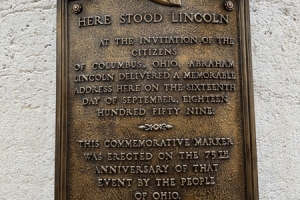 HERE STOOD LINCOLN
AT THE INVITATION OF THE
CITIZENS
OF COLUMBUS, OHIO, ABRAHAM
LINCOLN DELIVERED A MEMORABLE
ADDRESS HERE ON THE SIXTEENTH
DAY OF SEPTEMBER, EIGHTEEN
HUNDRED FIFTY NINE.
THIS COMMEMORATIVE MARKER
WAS ERECTED ON THE 75TH
ANNIVERSARY OF THAT
EVENT BY THE PEOPLE
OF OHIO.